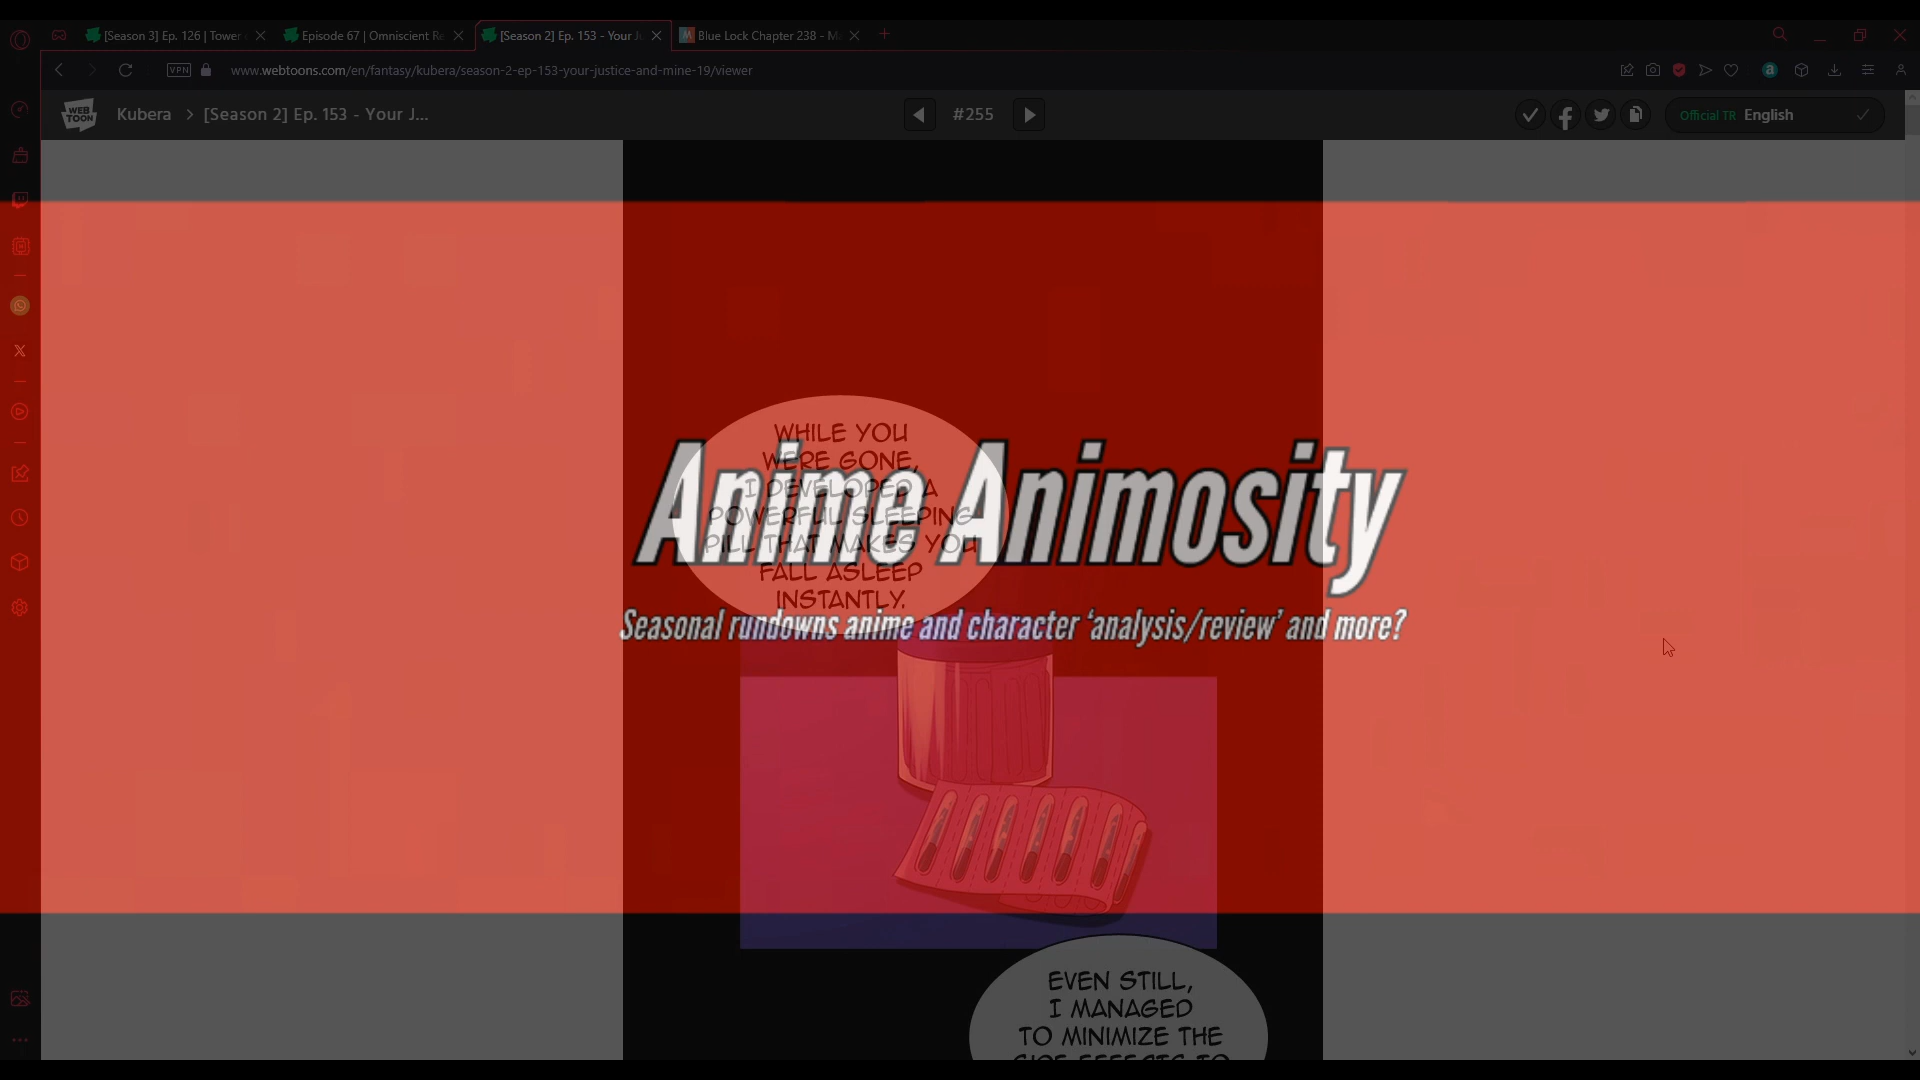 [Season 3] Ep. 126 | Tower
Episode 67 | Omniscient Re
[Season 2] Ep. 153 - Your Ju
Blue Lock Chapter 238 - M
VPN
www.webtoons.com/en/fantasy/kubera/season-2-ep-153-your-justice-and-mine-19/viewer
WEB
TOON
Kubera > [Season 2] Ep. 153 - Your J...
#255
Official TR English
WHILE YOU
WERE GONE,
I DEVELOPED A
POWERFUL SLEEPING
PILL THAT MAKES YOU
FALL ASLEEP
INSTANTLY.
Anime Animosity
Seasonal rundowns anime and character 'analysis/review' and more?
EVEN STILL,
I MANAGED
TO MINIMIZE THE
SIDE EFFECTS TO